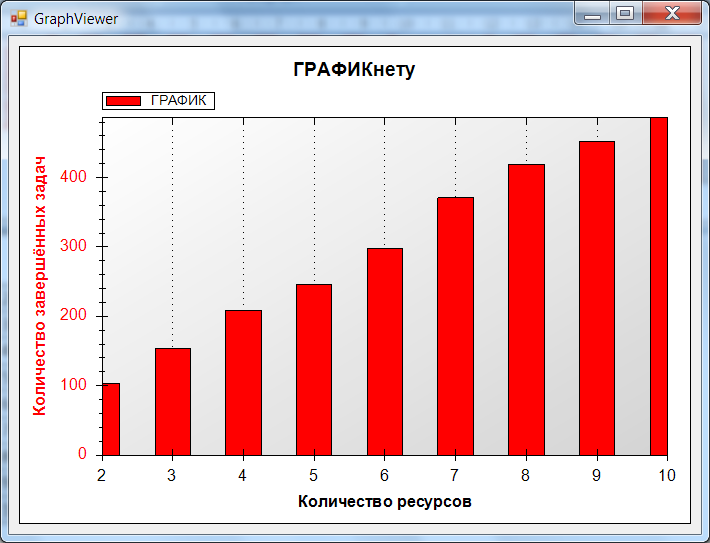 GraphViewer
ГРАФИКнету
ГРАФИК
Количество завершённых задач
400
300
200
100
0
2 3 4 5 6 7 8 9 10
Количество ресурсов